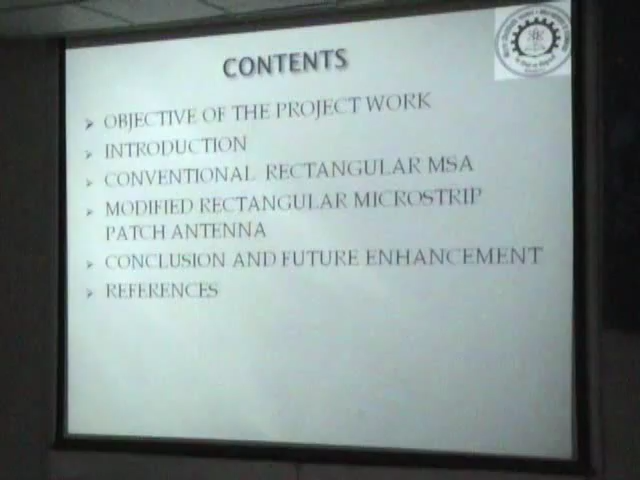 CONTENTS
OBJECTIVE OF THE PROJECT WORK
INTRODUCTION
CONVENTIONAL RECTANGULAR MSA
MODIFIED RECTANGULAR MICROSTRIP
PATCH ANTENNA
CONCLUSION AND FUTURE ENHANCEMENT
REFERENCES